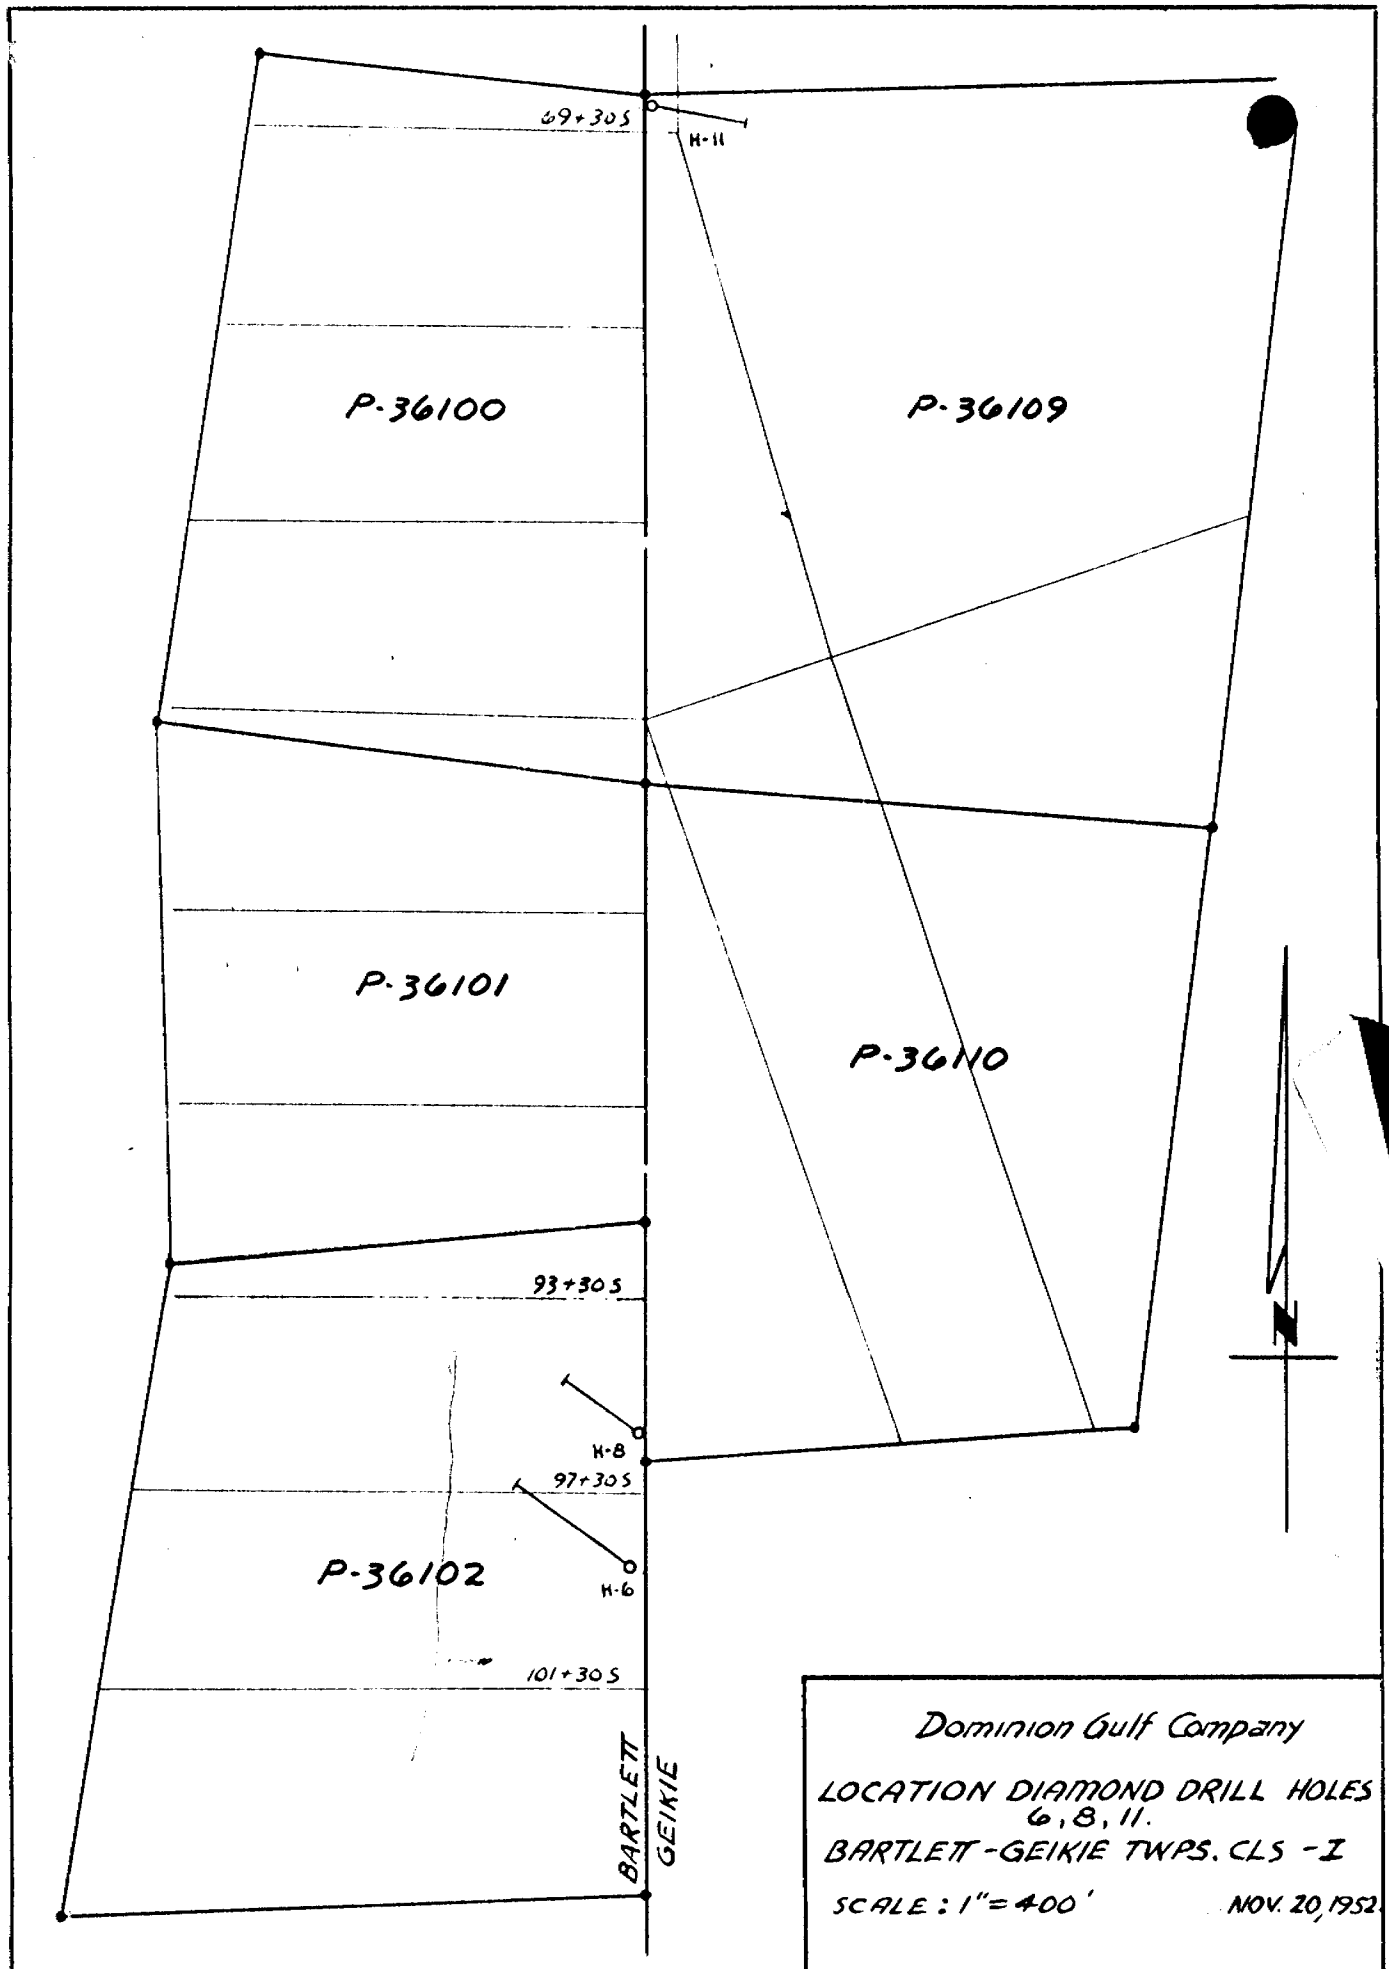 69+30S
H-11
P-36100
P-36109
P-36101
P-36110
93+30S
H-8
97+30S
P-36102
H-6
101+30S
BARTLETT
GEIKIE
N
Dominion Gulf Company
LOCATION DIAMOND DRILL HOLES
6, 8, 11.
BARTLETT-GEIKIE TWPS. CLS - I
SCALE: 1" = 400' NOV. 20, 1952.